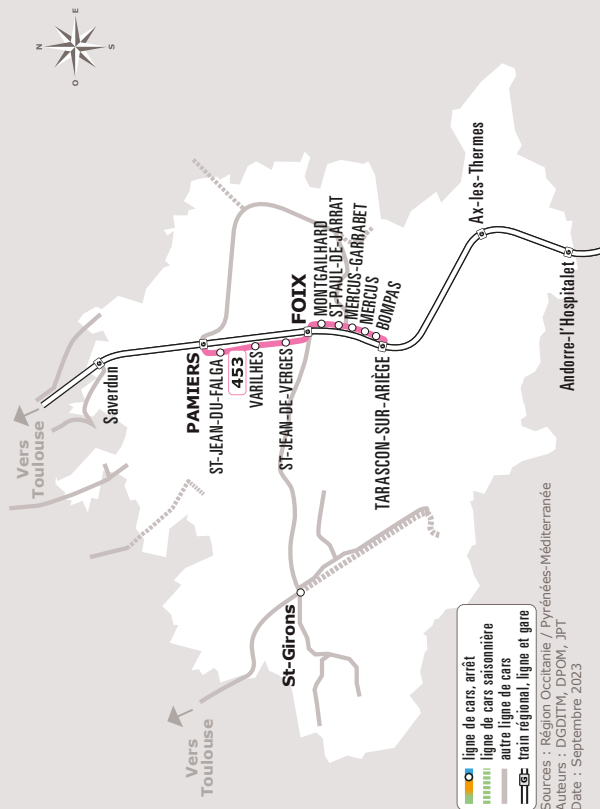 N
E
S
O
Vers
Toulouse
Saverdun
PAMIERS
ST-JEAN-DU-FALGA
453
VARILHES
ST-JEAN-DE-VERGES
FOIX
MONTGAILHARD
ST-PAUL-DE-JARRAT
MERCUS-GARRABET
MERCUS
BOMPAS
TARASCON-SUR-ARIÈGE
Ax-les-Thermes
Andorre-l'Hospitalet
St-Girons
Vers
Toulouse
ligne de cars, arrêt
ligne de cars saisonnière
autre ligne de cars
G train régional, ligne et gare
Sources : Région Occitanie / Pyrénées-Méditerranée
Auteurs : DGDITM, DPOM, JPT
Date : Septembre 2023